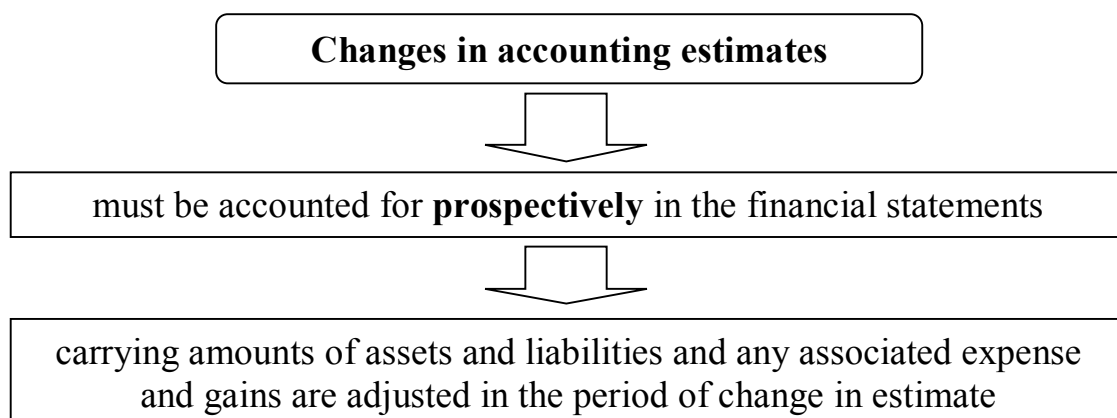 Changes in accounting estimates
must be accounted for prospectively in the financial statements
carrying amounts of assets and liabilities and any associated expense
and gains are adjusted in the period of change in estimate